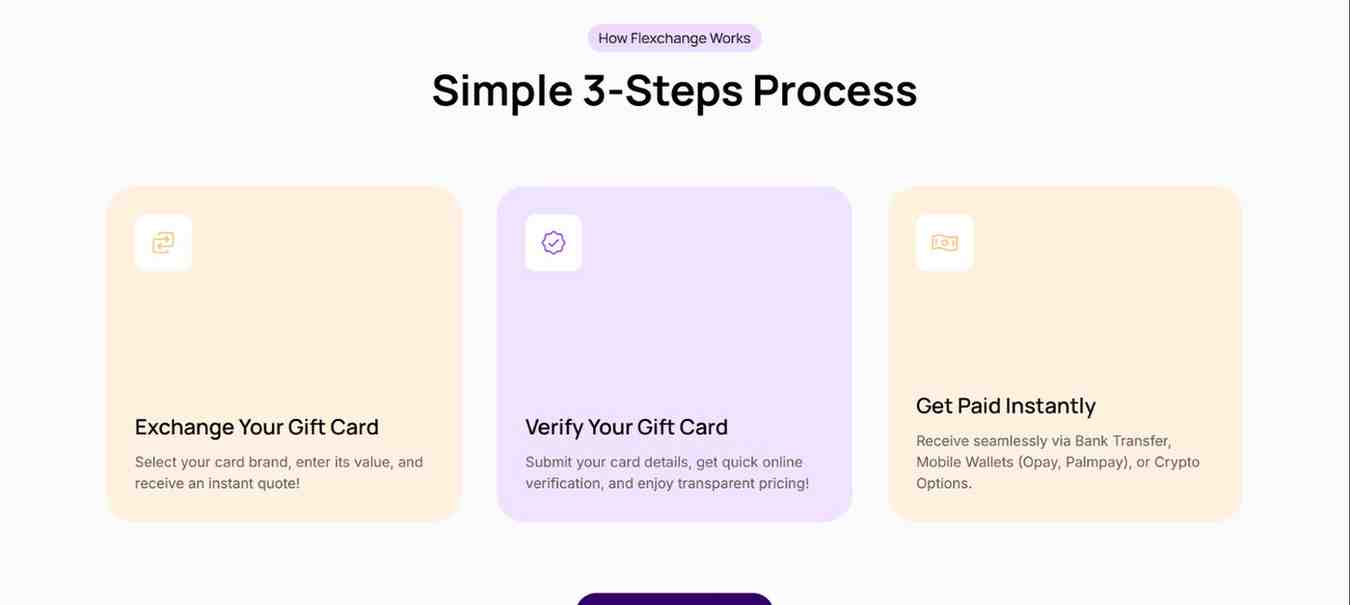 How Flexchange Works
Simple 3-Steps Process
Exchange Your Gift Card
Select your card brand, enter its value, and
receive an instant quote!
Verify Your Gift Card
Submit your card details, get quick online
verification, and enjoy transparent pricing!
Get Paid Instantly
Receive seamlessly via Bank Transfer,
Mobile Wallets (Opay, Palmpay), or Crypto
Options.